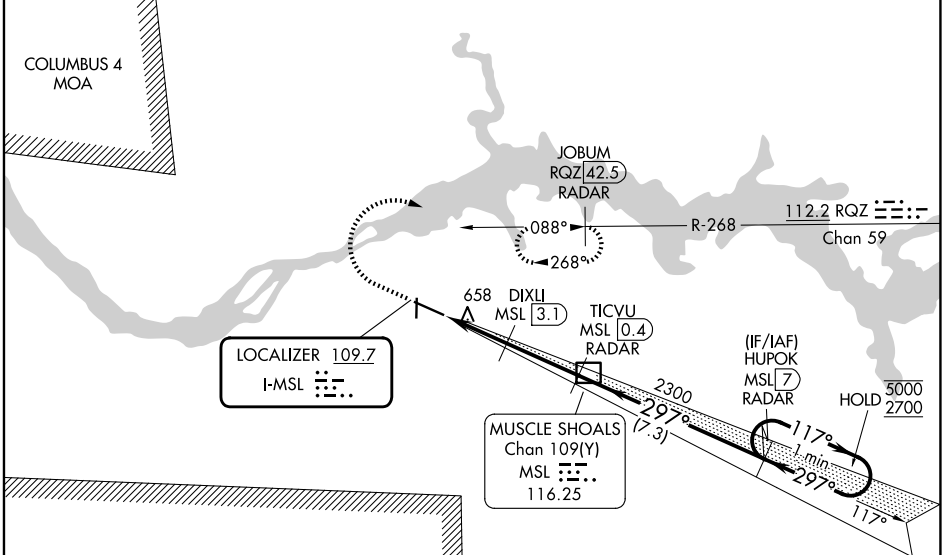 COLUMBUS 4
MOA
JOBUM
RQZ 42.5
RADAR
112.2 RQZ
Chan 59
R-268
088°
268°
658
DIXLI
MSL 3.1
TICVU
MSL 0.4
RADAR
(IF/IAF)
HUPOK
MSL 7
RADAR
HOLD 5000
2700
LOCALIZER 109.7
I-MSL
2300
297°
(7.3)
117°
1 min
297°
117°
MUSCLE SHOALS
Chan 109(Y)
MSL
116.25